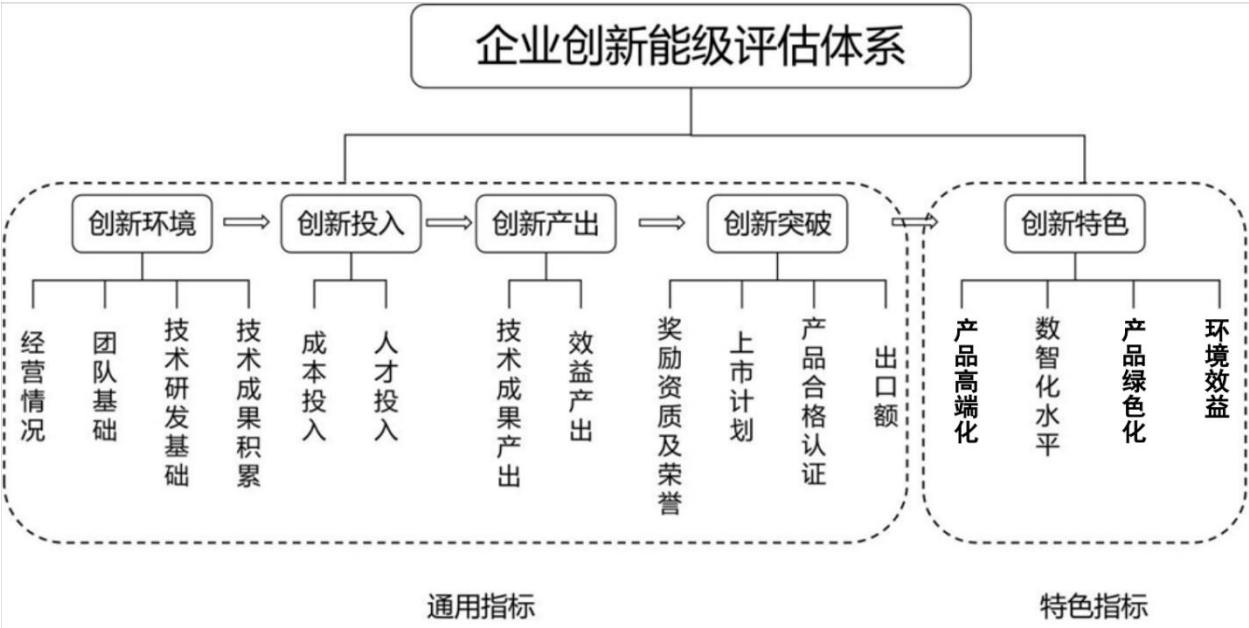 企业创新能级评估体系
创新环境
创新投入
创新产出
创新突破
创新特色
经营情况
团队基础
技术研发基础
技术成果积累
成本投入
人才投入
技术成果产出
效益产出
奖励资质及荣誉
上市计划
产品合格认证
出口额
产品高端化
数智化水平
产品绿色化
环境效益
通用指标
特色指标